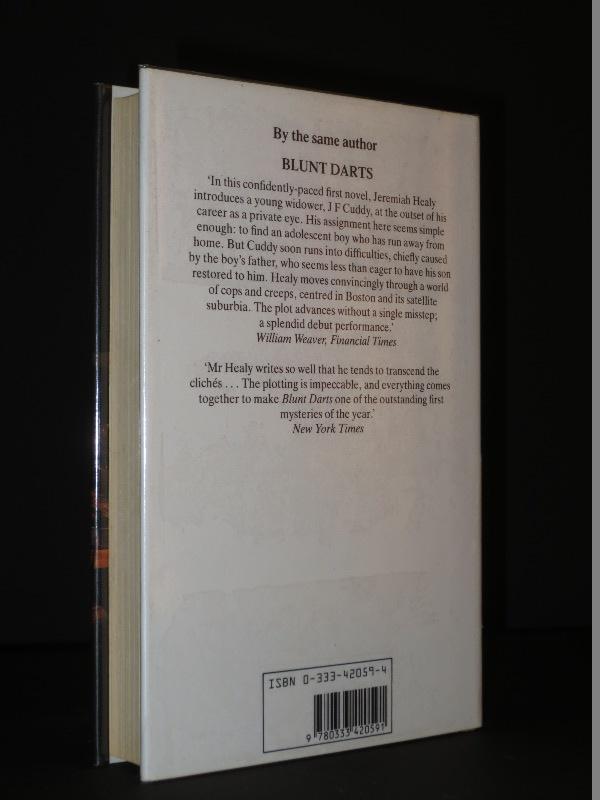 By the same author
BLUNT DARTS
'In this confidently-paced first novel, Jeremiah Healy
introduces a young widower, J F Cuddy, at the outset of his
career as a private eye. His assignment here seems simple
enough: to find an adolescent boy who has run away from
home. But Cuddy soon runs into difficulties, chiefly caused
by the boy's father, who seems less than eager to have his son
restored to him. Healy moves convincingly through a world
of cops and creeps, centred in Boston and its satellite
suburbia. The plot advances without a single misstep;
a splendid debut performance.'
William Weaver, Financial Times
'Mr Healy writes so well that he tends to transcend the
clichés . . . The plotting is impeccable, and everything comes
together to make Blunt Darts one of the outstanding first
mysteries of the year.'
New York Times
ISBN 0-333-42059-4
9 780333 420591